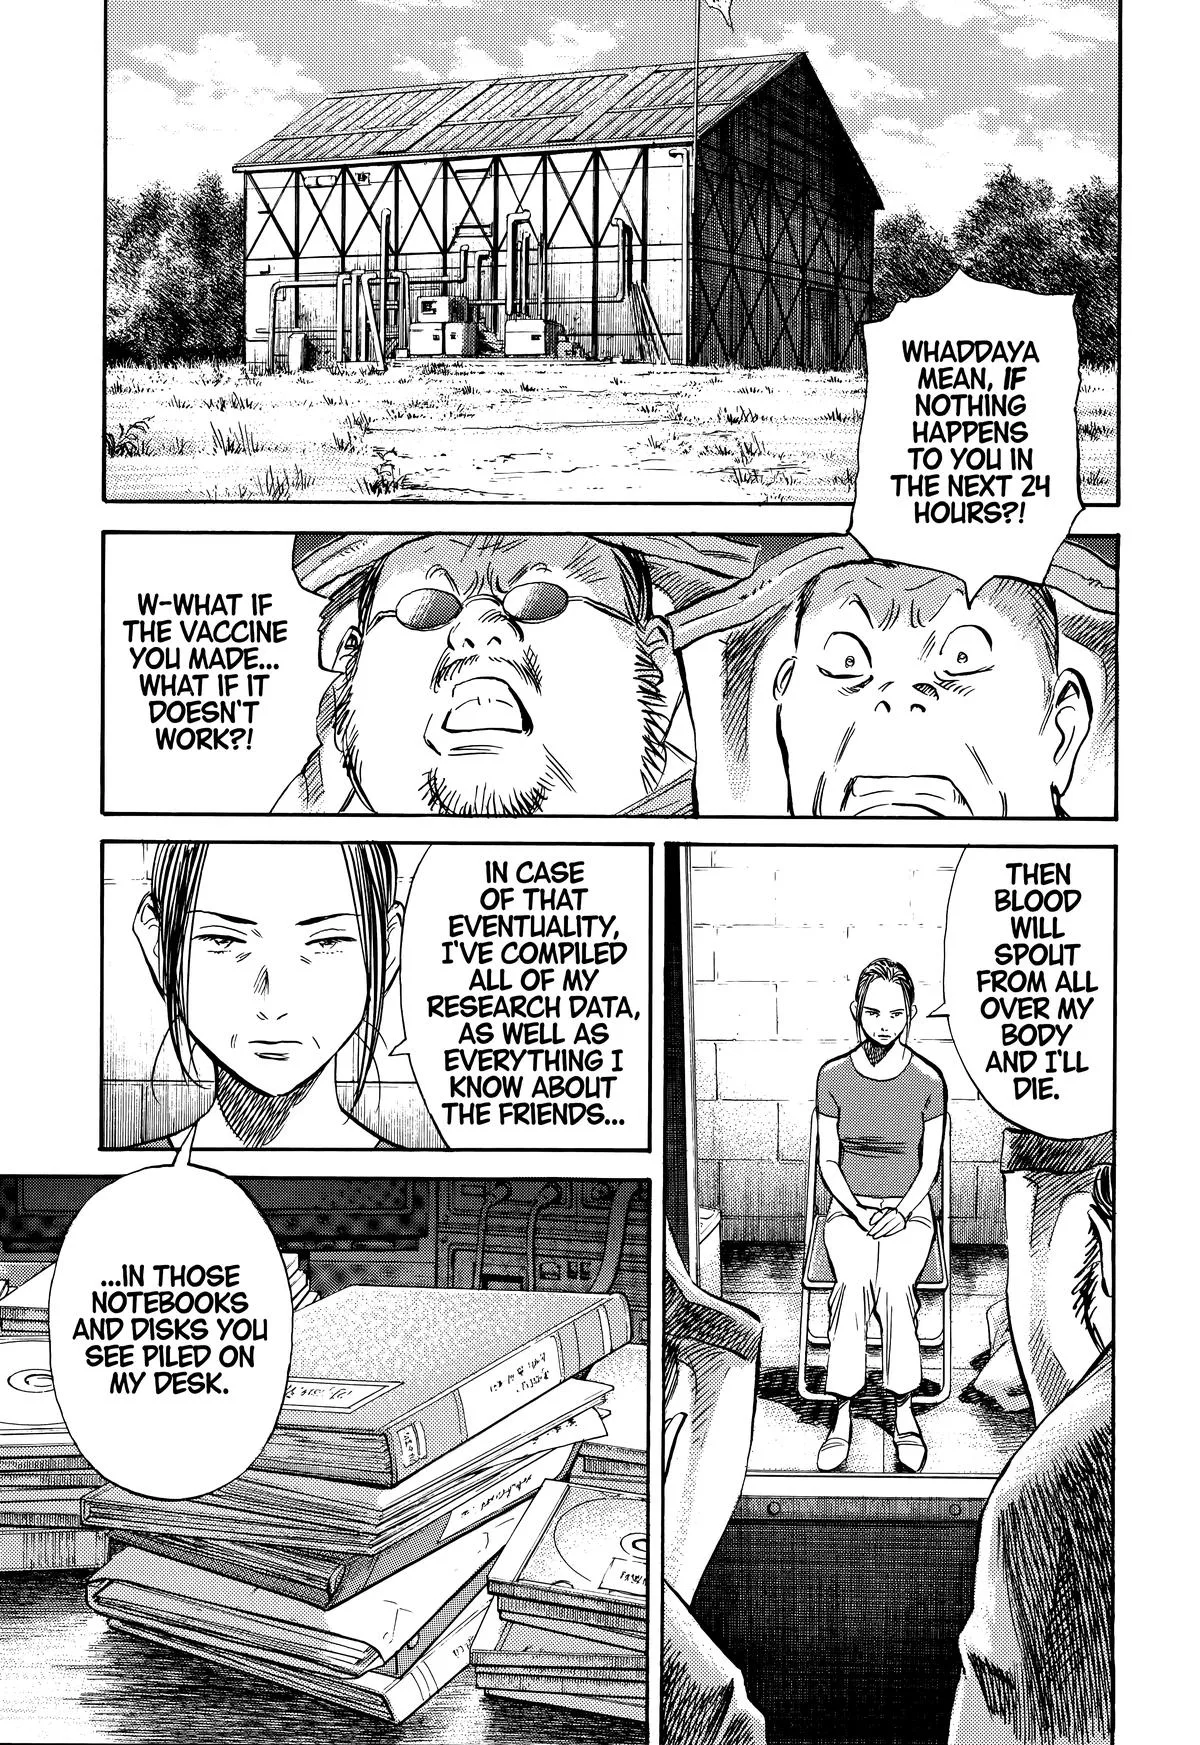 WHADDAYA
MEAN, IF
NOTHING
HAPPENS
TO YOU IN
THE NEXT 24
HOURS?!
W-WHAT IF
THE VACCINE
YOU MADE...
WHAT IF IT
DOESN'T
WORK?!
THEN
BLOOD
WILL
SPOUT
FROM ALL
OVER MY
BODY
AND I'LL
DIE.
IN CASE
OF THAT
EVENTUALITY,
I'VE COMPILED
ALL OF MY
RESEARCH DATA,
AS WELL AS
EVERYTHING I
KNOW ABOUT
THE FRIENDS...
...IN THOSE
NOTEBOOKS
AND DISKS YOU
SEE PILED ON
MY DESK.